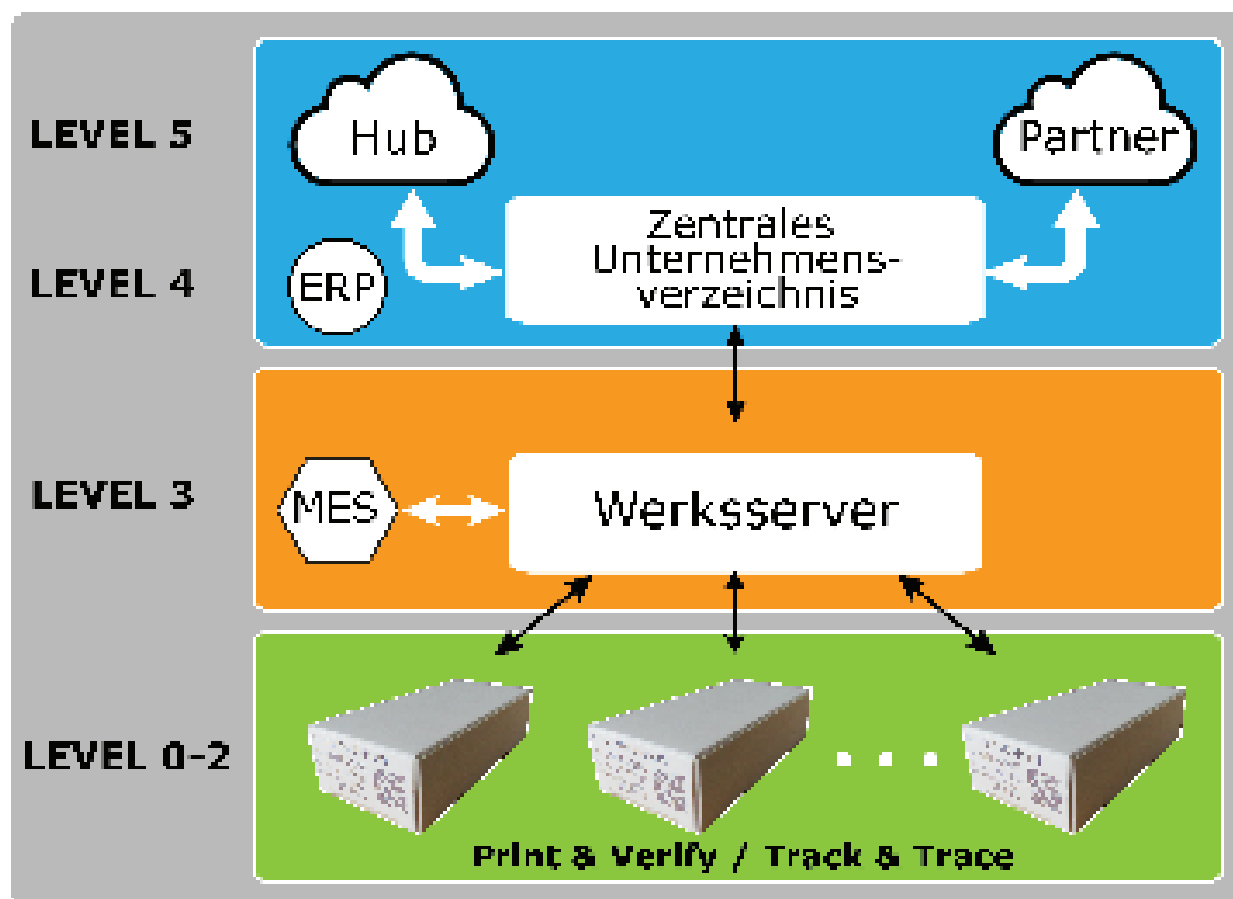 LEVEL 5
Hub
Partner
LEVEL 4
ERP
Zentrales
Unternehmens-
verzeichnis
LEVEL 3
MES
Werksserver
LEVEL 0-2
Print & Verify / Track & Trace